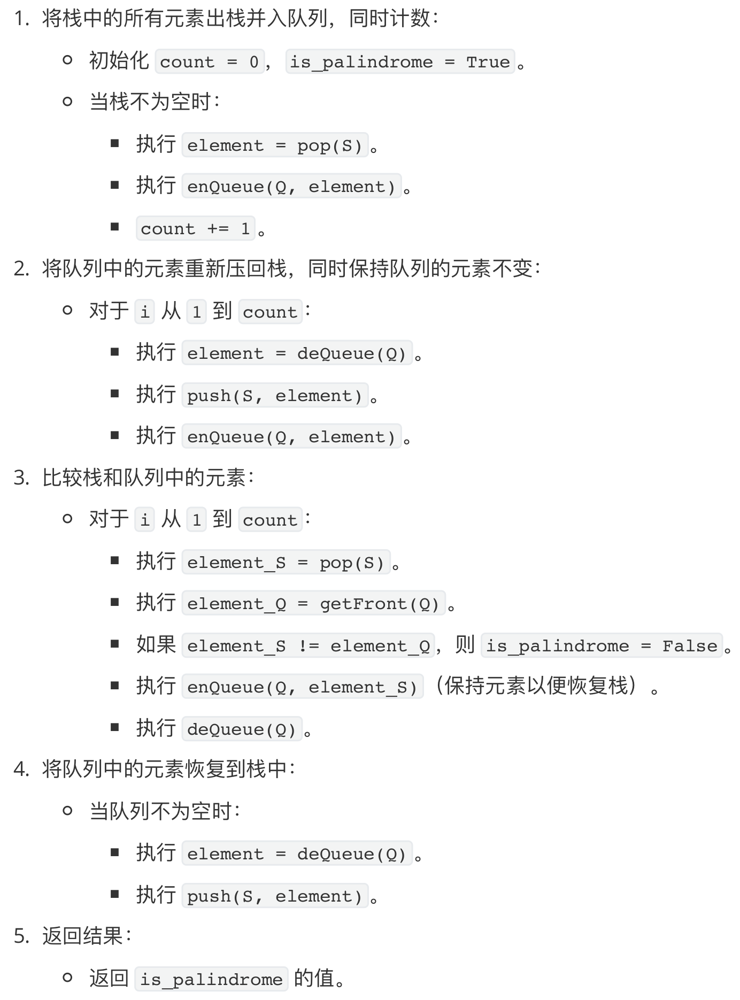 1. 将栈中的所有元素出栈并入队列，同时计数：
初始化 count = 0，is_palindrome = True。
当栈不为空时：
执行 element = pop(S)。
执行 enQueue(Q, element)。
count += 1。
2. 将队列中的元素重新压回栈，同时保持队列的元素不变：
对于 i 从 1 到 count：
执行 element = deQueue(Q)。
执行 push(S, element)。
执行 enQueue(Q, element)。
3. 比较栈和队列中的元素：
对于 i 从 1 到 count：
执行 element_S = pop(S)。
执行 element_Q = getFront(Q)。
如果 element_S != element_Q，则 is_palindrome = False。
执行 enQueue(Q, element_S)（保持元素以便恢复栈）。
执行 deQueue(Q)。
4. 将队列中的元素恢复到栈中：
当队列不为空时：
执行 element = deQueue(Q)。
执行 push(S, element)。
5. 返回结果：
返回 is_palindrome 的值。